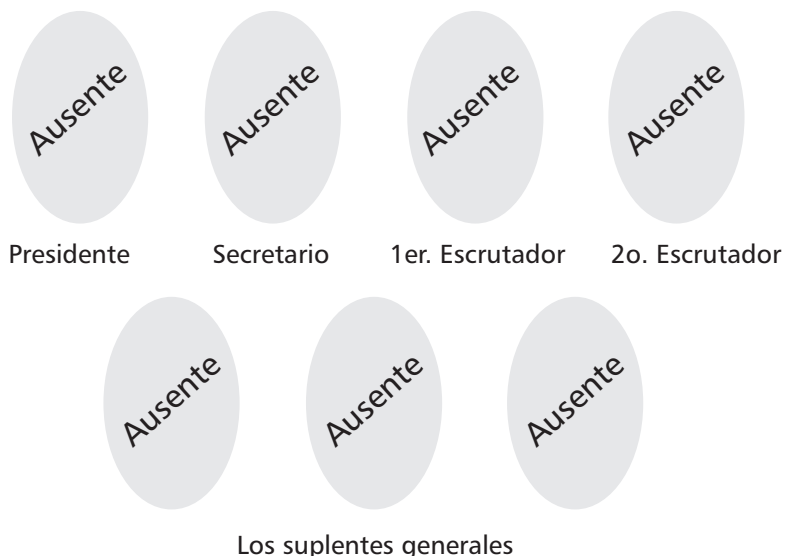 Ausente Ausente Ausente Ausente
Presidente Secretario 1er. Escrutador 2o. Escrutador
Ausente Ausente Ausente
Los suplentes generales